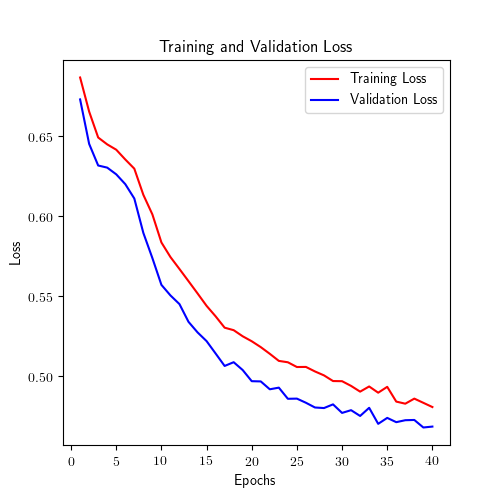 Training and Validation Loss
Training Loss
Validation Loss
0.65
0.60
0.55
0.50
Loss
0 5 10 15 20 25 30 35 40
Epochs